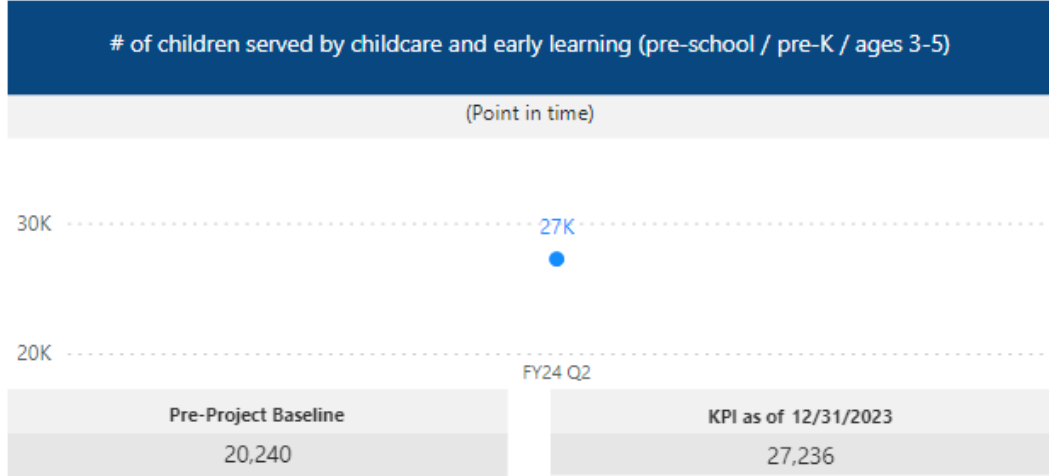 # of children served by childcare and early learning (pre-school / pre-K / ages 3-5)
(Point in time)
30K
27K
20K
FY24 Q2
Pre-Project Baseline
KPI as of 12/31/2023
20,240
27,236